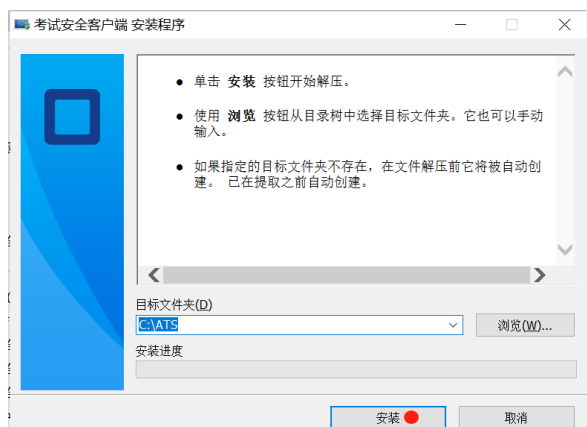 考试安全客户端 安装程序
● 单击 安装 按钮开始解压。
● 使用 浏览 按钮从目录树中选择目标文件夹。它也可以手动
输入。
● 如果指定的目标文件夹不存在，在文件解压前它将被自动创
建。 已在提取之前自动创建。
目标文件夹(D)
C:\ATS
浏览(W)...
安装进度
安装
取消